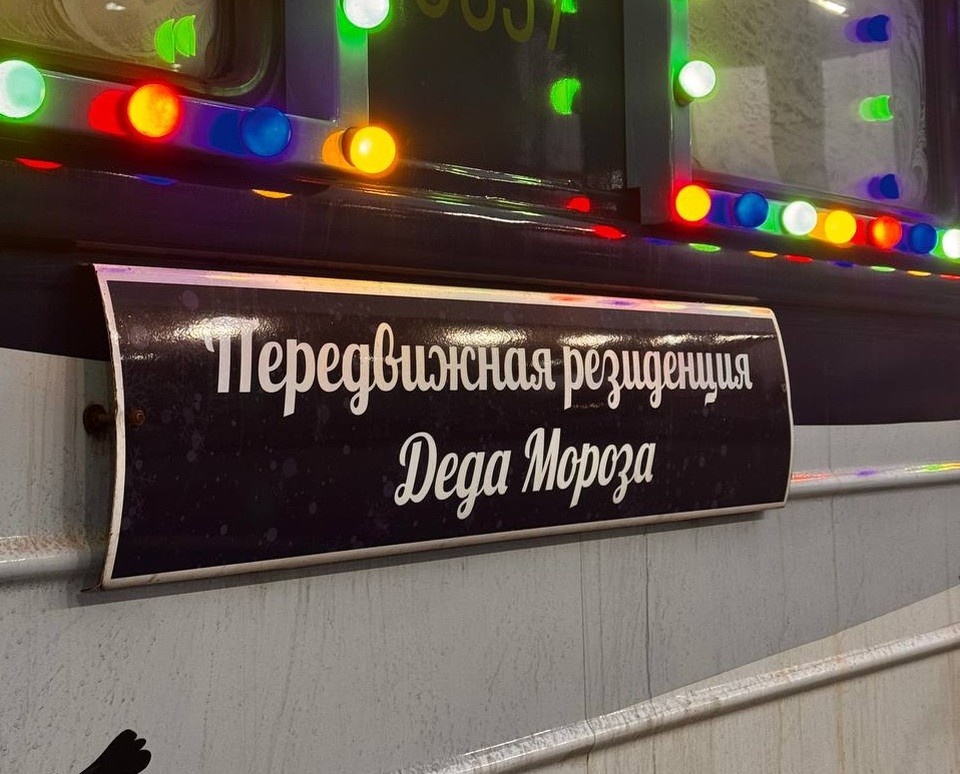 Передвижная резиденция
Деда Мороза